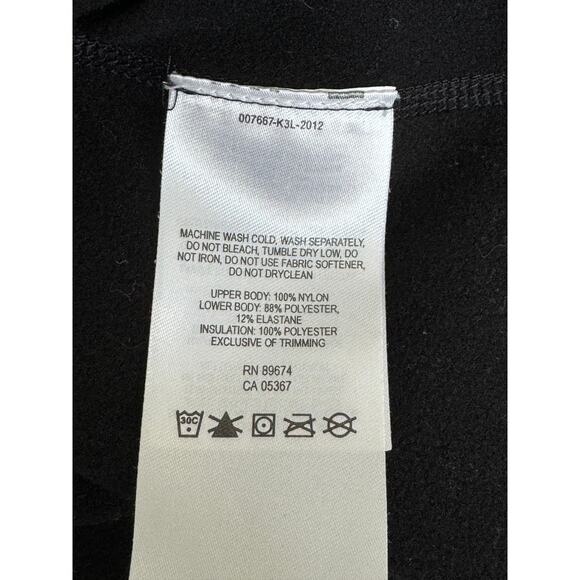 007667-K3L-2012
MACHINE WASH COLD, WASH SEPARATELY,
DO NOT BLEACH, TUMBLE DRY LOW, DO
NOT IRON, DO NOT USE FABRIC SOFTENER,
DO NOT DRYCLEAN
UPPER BODY: 100% NYLON
LOWER BODY: 88% POLYESTER,
12% ELASTANE
INSULATION: 100% POLYESTER
EXCLUSIVE OF TRIMMING
RN 89674
CA 05367
30C